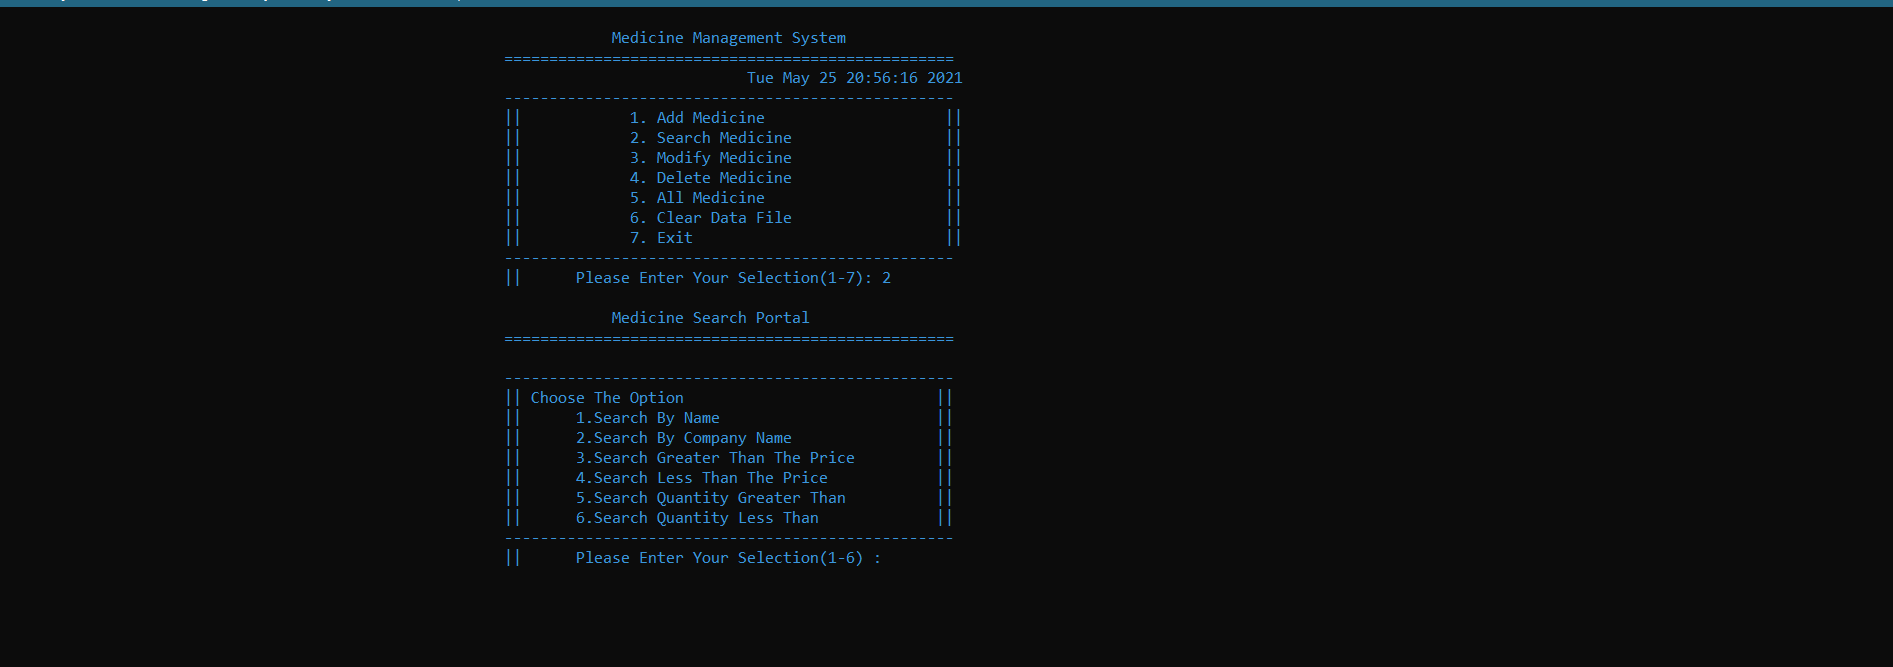 Medicine Management System
==================================================
Tue May 25 20:56:16 2021
--------------------------------------------------
|| 1. Add Medicine ||
|| 2. Search Medicine ||
|| 3. Modify Medicine ||
|| 4. Delete Medicine ||
|| 5. All Medicine ||
|| 6. Clear Data File ||
|| 7. Exit ||
--------------------------------------------------
|| Please Enter Your Selection(1-7): 2
Medicine Search Portal
==================================================
--------------------------------------------------
|| Choose The Option ||
|| 1.Search By Name ||
|| 2.Search By Company Name ||
|| 3.Search Greater Than The Price ||
|| 4.Search Less Than The Price ||
|| 5.Search Quantity Greater Than ||
|| 6.Search Quantity Less Than ||
--------------------------------------------------
|| Please Enter Your Selection(1-6) :